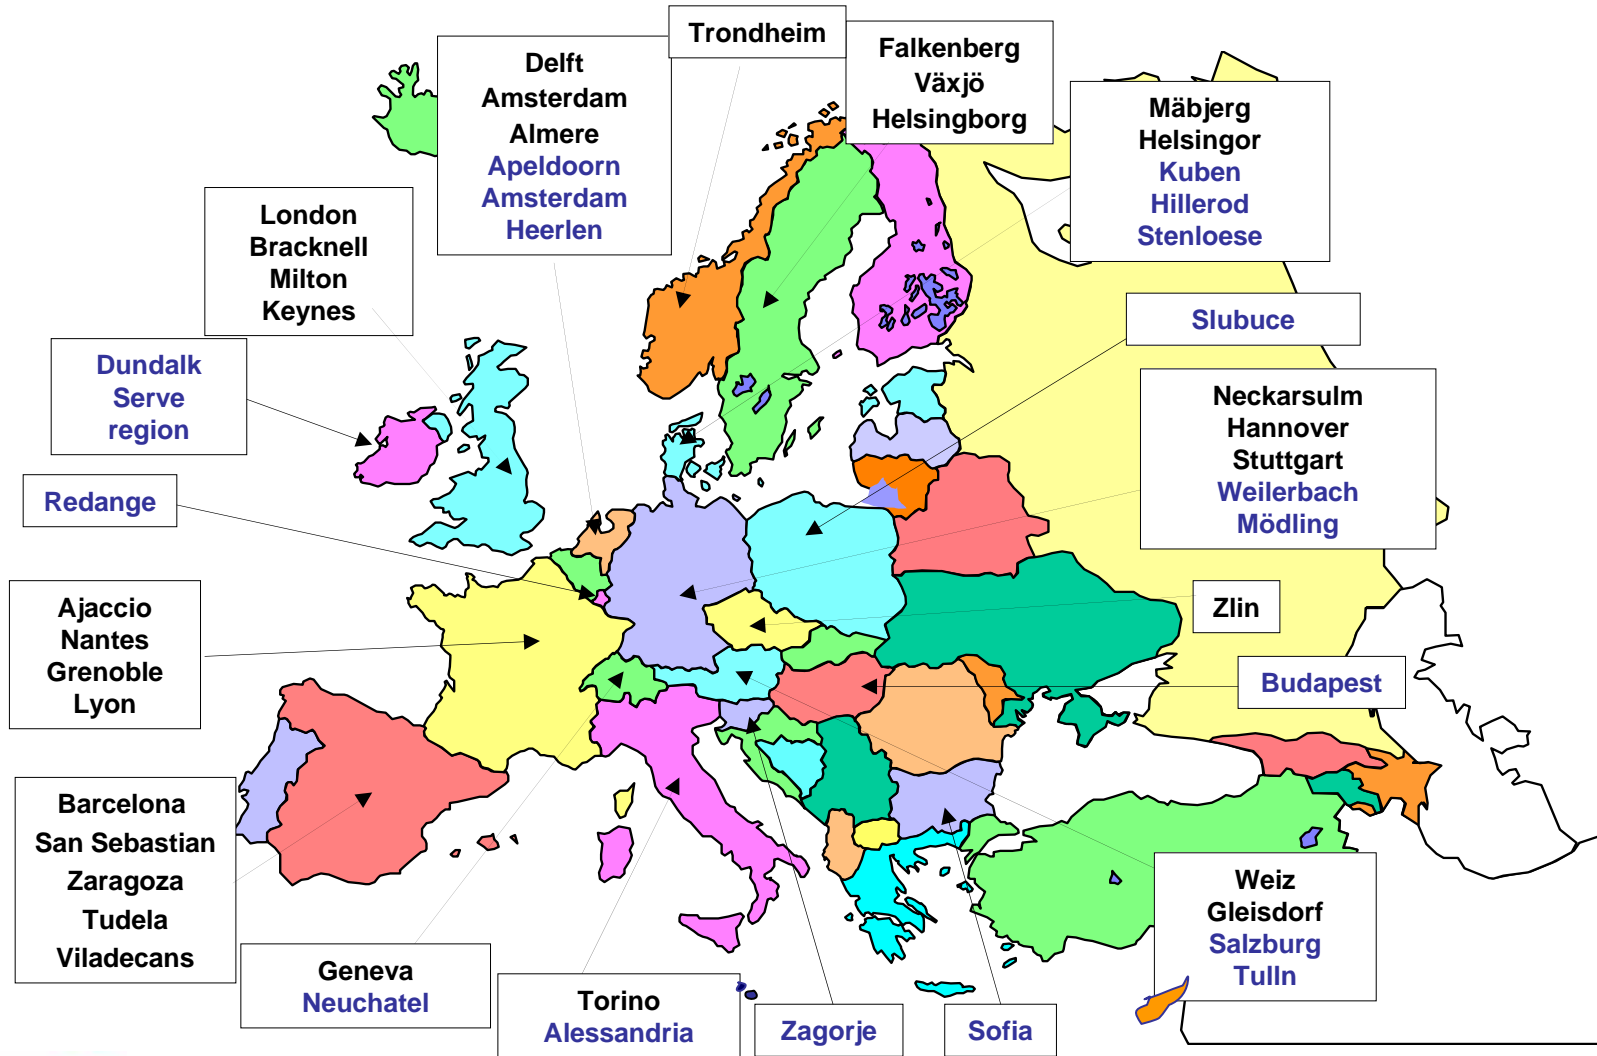 Trondheim
Delft
Amsterdam
Almere
Apeldoorn
Amsterdam
Heerlen
Falkenberg
Växjö
Helsingborg
Mäbjerg
Helsingor
Kuben
Hillerod
Stenloese
London
Bracknell
Milton
Keynes
Slubuce
Dundalk
Serve
region
Neckarsulm
Hannover
Stuttgart
Weilerbach
Mödling
Redange
Ajaccio
Nantes
Grenoble
Lyon
Zlin
Budapest
Barcelona
San Sebastian
Zaragoza
Tudela
Viladecans
Weiz
Gleisdorf
Salzburg
Tulln
Geneva
Neuchatel
Torino
Alessandria
Zagorje
Sofia